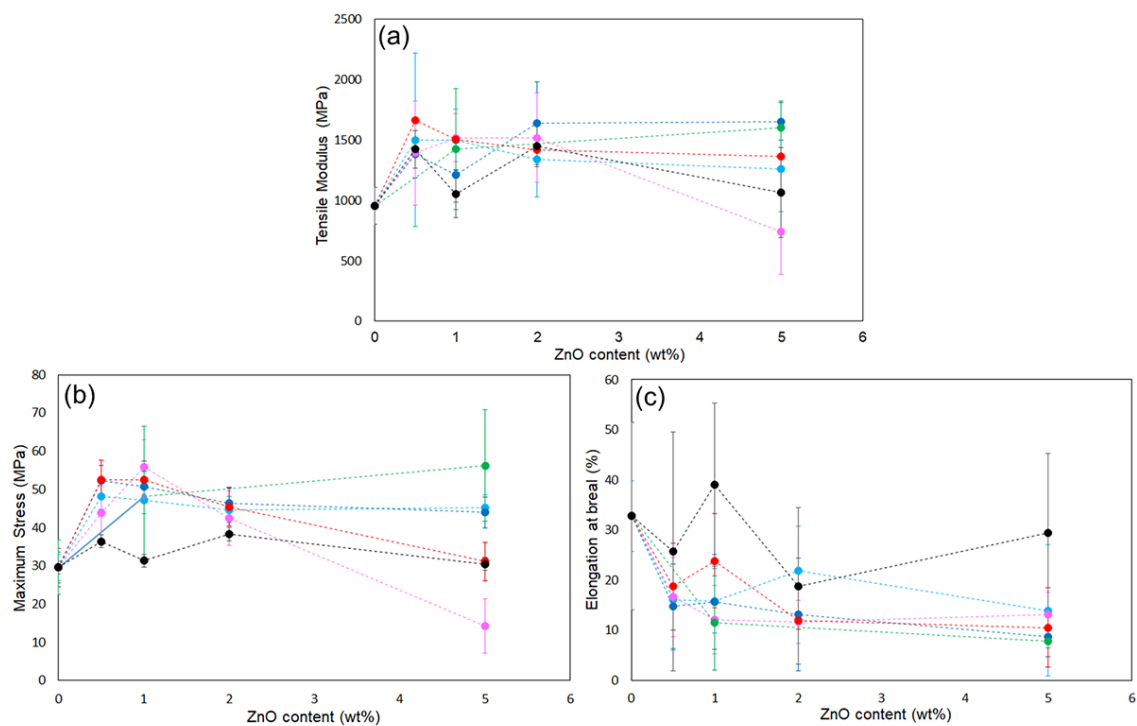 (a)
2500
2000
1500
1000
500
0
Tensile Modulus (MPa)
0 1 2 3 4 5 6
ZnO content (wt%)
(b)
80
70
60
50
40
30
20
10
0
Maximum Stress (MPa)
0 1 2 3 4 5 6
ZnO content (wt%)
(c)
60
50
40
30
20
10
0
Elongation at breal (%)
0 1 2 3 4 5 6
ZnO content (wt%)